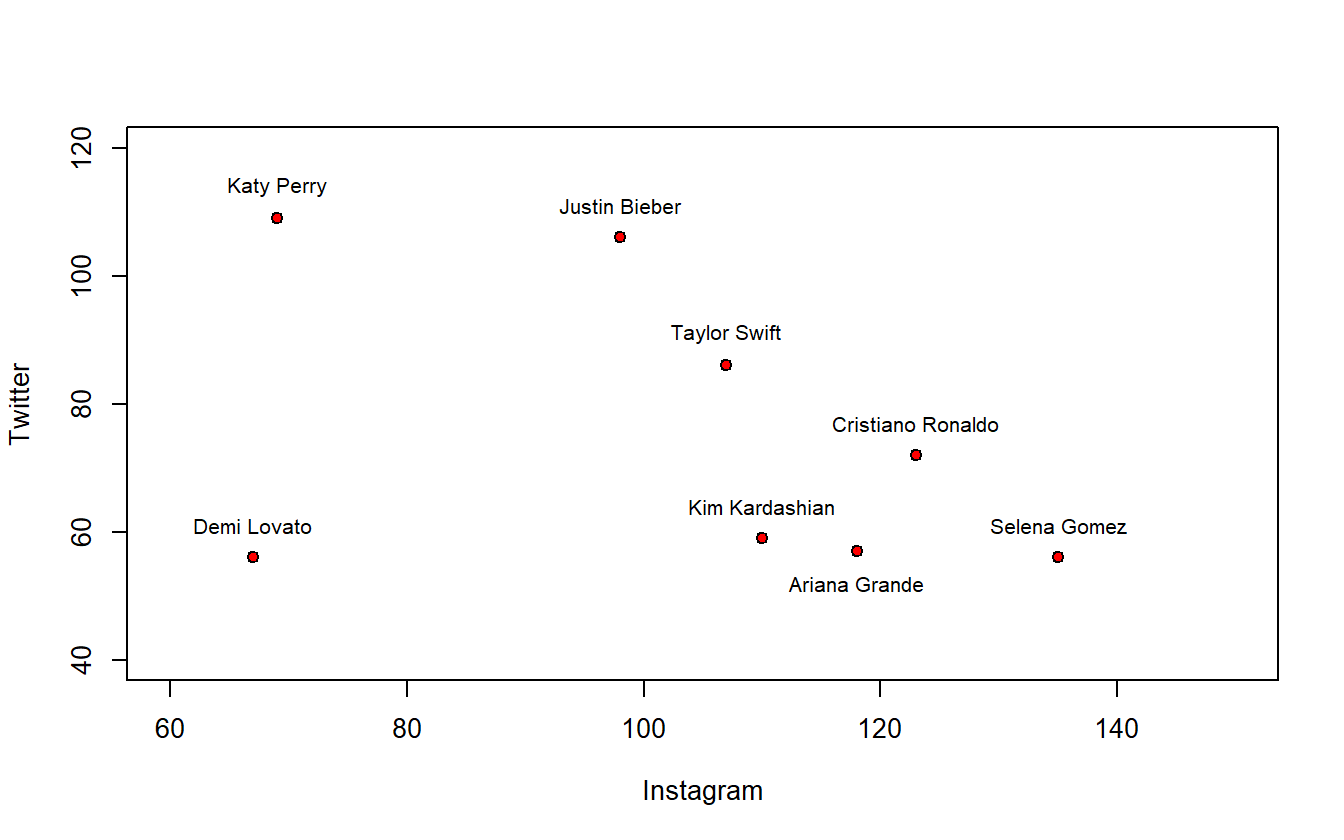 120
100
80
60
40
Twitter
Katy Perry
Justin Bieber
Taylor Swift
Cristiano Ronaldo
Kim Kardashian
Demi Lovato
Selena Gomez
Ariana Grande
60 80 100 120 140
Instagram